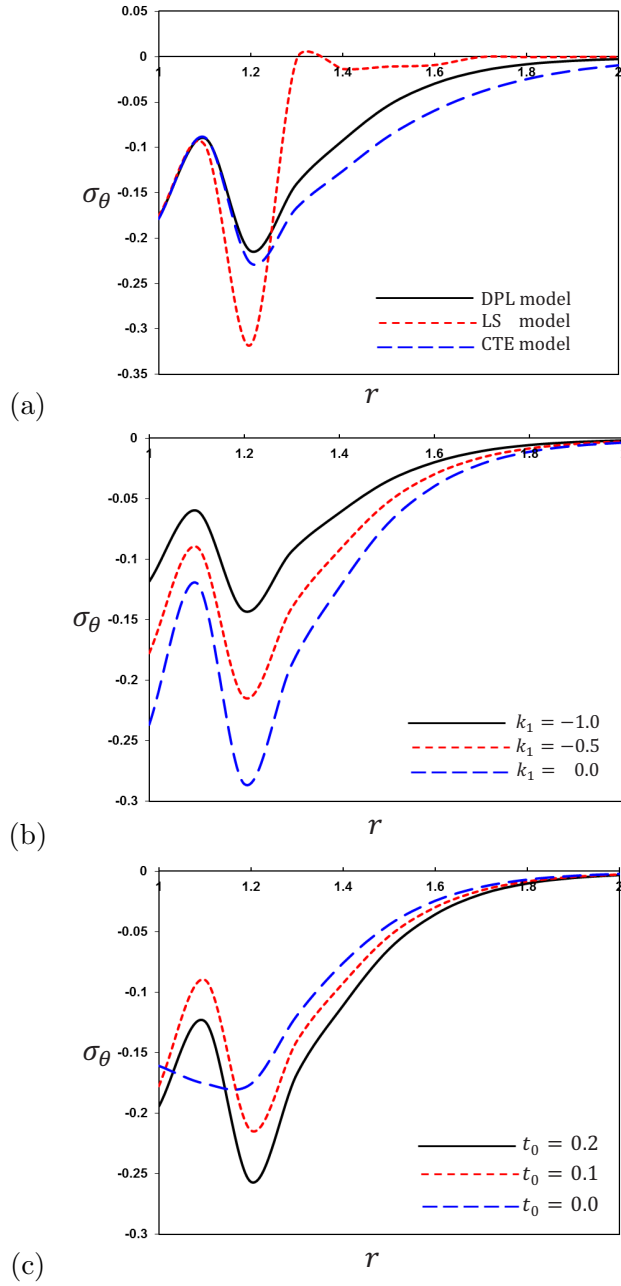 0
1 1.2 1.4 1.6 1.8 2
-0.05
-0.1
-0.15
σθ
-0.2
-0.25
DPL model
-0.3
LS model
CTE model
-0.35
(a)
r
0
1 1.2 1.4 1.6 1.8
-0.05
-0.1
σθ
-0.15
-0.2
k₁ = −1.0
-0.25
k₁ = −0.5
k₁ = 0.0
-0.3
(b)
r
0
1 1.2 1.4 1.6 1.8 2
-0.05
-0.1
σθ
-0.15
-0.2
t₀ = 0.2
-0.25
t₀ = 0.1
t₀ = 0.0
-0.3
(c)
r